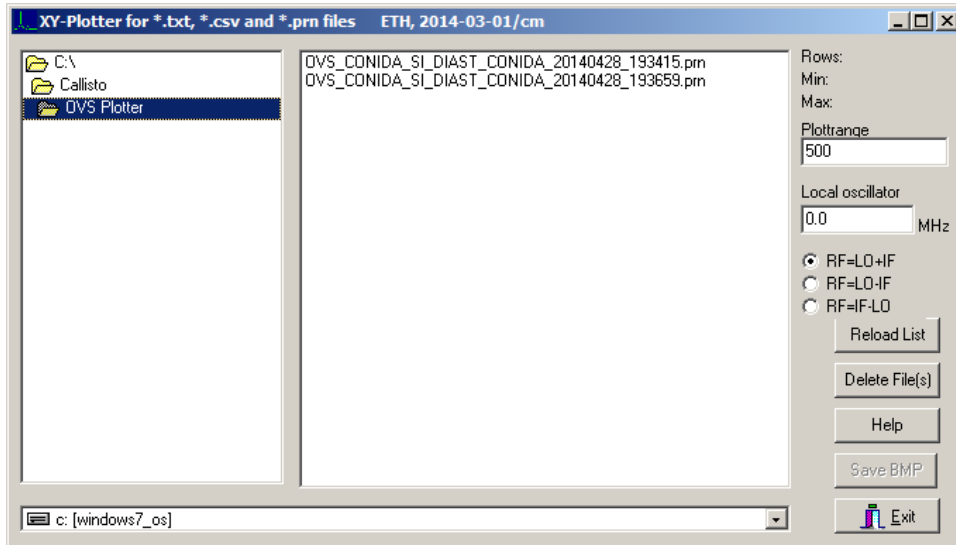 XY-Plotter for *.txt, *.csv and *.prn files ETH, 2014-03-01/cm
C:\
Callisto
OVS Plotter
OVS_CONIDA_SI_DIAST_CONIDA_20140428_193415.prn
OVS_CONIDA_SI_DIAST_CONIDA_20140428_193659.prn
Rows:
Min:
Max:
Plottrange
500
Local oscillator
0.0 MHz
RF=LO+IF
RF=LO-IF
RF=IF-LO
Reload List
Delete File(s)
Help
Save BMP
Exit
c: [windows7_os]